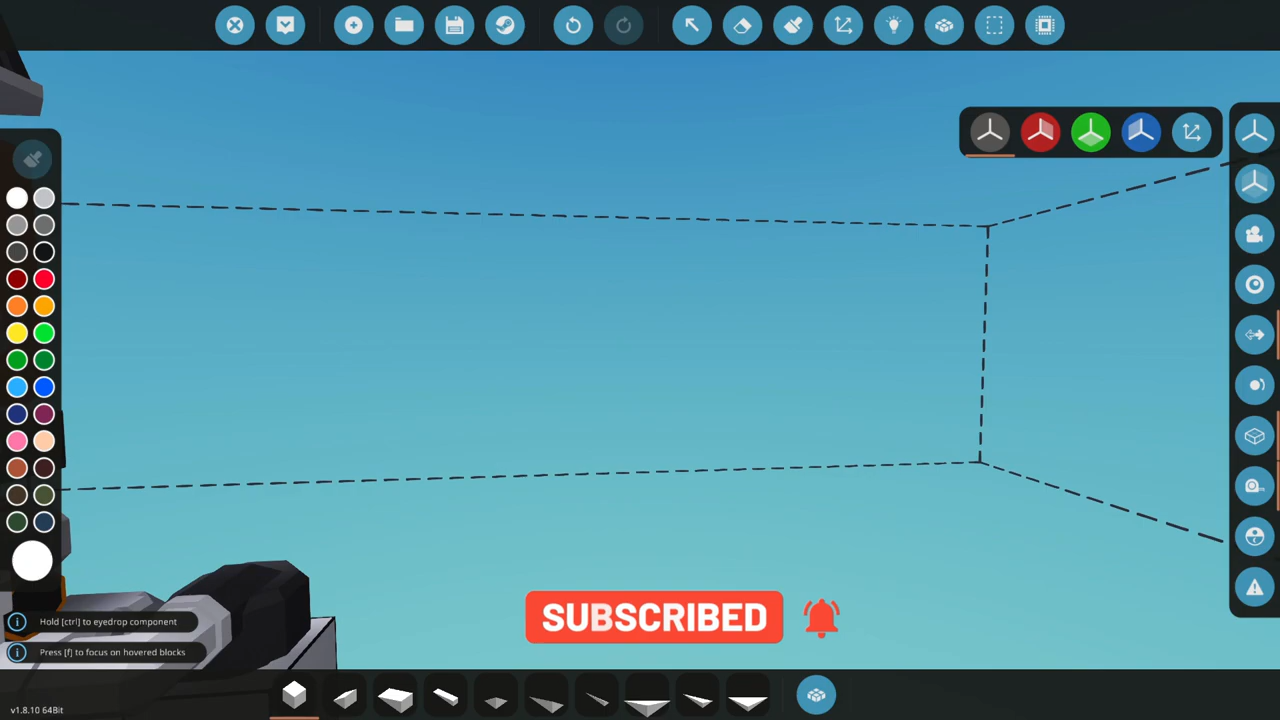 SUBSCRIBED
Hold [ctrl] to eyedrop component
Press [f] to focus on hovered blocks
v1.8.10 64Bit